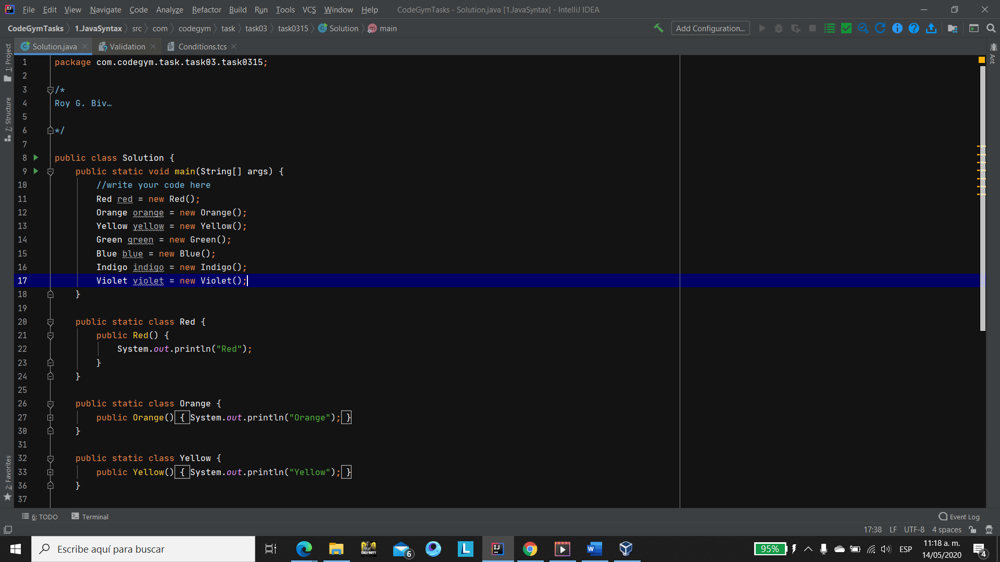 File Edit View Navigate Code Analyze Refactor Build Run Tools VCS Window Help CodeGymTasks - Solution.java [1.JavaSyntax] - IntelliJ IDEA
CodeGymTasks 1.JavaSyntax src com codegym task task03 task0315 Solution main Add Configuration...
Solution.java Validation Conditions.tcs
1: Project
7: Structure
2: Favorites
Ant
1 package com.codegym.task.task03.task0315;
2
3 /*
4 Roy G. Biv…
5
6 */
7
8 public class Solution {
9 public static void main(String[] args) {
10 //write your code here
11 Red red = new Red();
12 Orange orange = new Orange();
13 Yellow yellow = new Yellow();
14 Green green = new Green();
15 Blue blue = new Blue();
16 Indigo indigo = new Indigo();
17 Violet violet = new Violet();
18 }
19
20 public static class Red {
21 public Red() {
22 System.out.println("Red");
23 }
24 }
25
26 public static class Orange {
27 public Orange() { System.out.println("Orange"); }
30 }
31
32 public static class Yellow {
33 public Yellow() { System.out.println("Yellow"); }
36 }
37
6: TODO Terminal Event Log
17:38 LF UTF-8 4 spaces
Escribe aquí para buscar
CALL-DUTY
6
L
IJ
W
95%
ESP
11:18 a. m.
14/05/2020
4